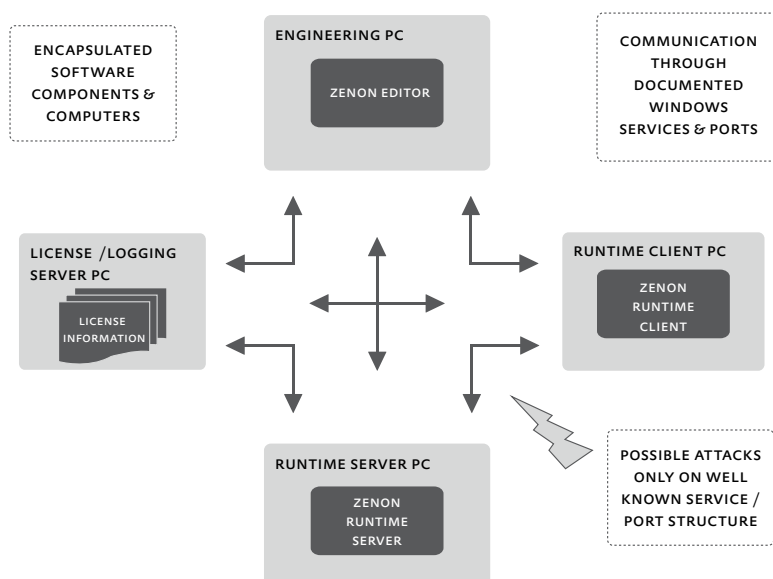 ENCAPSULATED
SOFTWARE
COMPONENTS &
COMPUTERS
ENGINEERING PC
ZENON EDITOR
COMMUNICATION
THROUGH
DOCUMENTED
WINDOWS
SERVICES & PORTS
LICENSE /LOGGING
SERVER PC
LICENSE
INFORMATION
RUNTIME CLIENT PC
ZENON
RUNTIME
CLIENT
RUNTIME SERVER PC
ZENON
RUNTIME
SERVER
POSSIBLE ATTACKS
ONLY ON WELL
KNOWN SERVICE /
PORT STRUCTURE